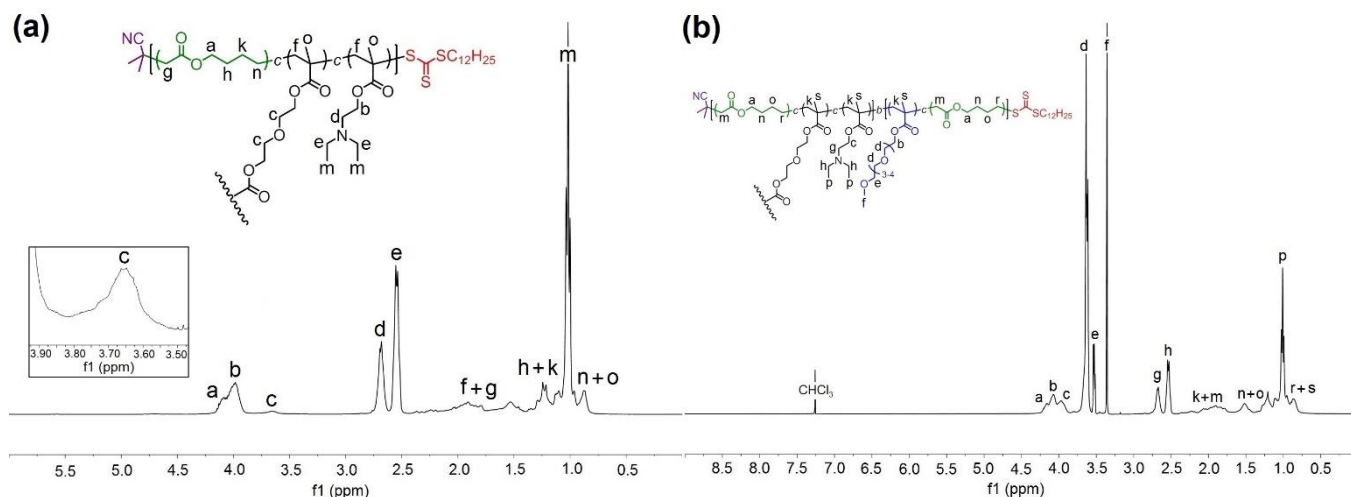 (a)
NC
O
O
a
k
g
h
n
c
f
O
c
f
O
S
S
SC12H25
S
O
O
O
O
c
d
b
O
c
N
e
e
m
m
O
O
c
3.90 3.80 3.70 3.60 3.50
f1 (ppm)
m
e
d
a
b
c
f + g
h + k
n + o
5.5 5.0 4.5 4.0 3.5 3.0 2.5 2.0 1.5 1.0 0.5
f1 (ppm)
(b)
d
f
NC
O
O
a
o
m
n
r
c
k
s
c
k
s
b
k
s
c
m
O
O
a
n
o
r
S
S
SC12H25
S
O
O
O
O
O
O
g
c
d
b
O
N
h
h
p
p
d
O
3-4
O
e
f
O
O
p
e
h
g
CHCl3
a
b
c
k+m
n+o
r+s
9.0 8.5 8.0 7.5 7.0 6.5 6.0 5.5 5.0 4.5 4.0 3.5 3.0 2.5 2.0 1.5 1.0 0.5 0
f1 (ppm)